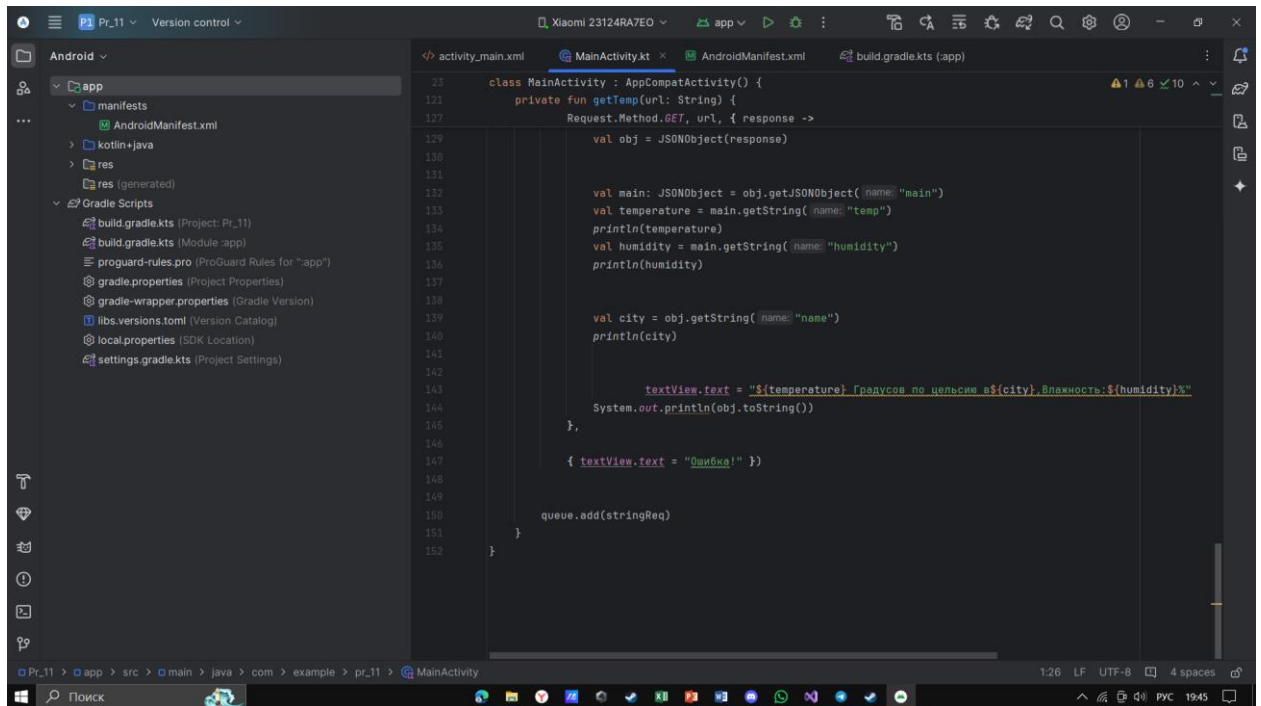 P1 Pr_11 Version control Xiaomi 23124RA7EO app
Android
activity_main.xml MainActivity.kt AndroidManifest.xml build.gradle.kts (:app)
app
manifests
AndroidManifest.xml
kotlin+java
res
res (generated)
Gradle Scripts
build.gradle.kts (Project: Pr_11)
build.gradle.kts (Module :app)
proguard-rules.pro (ProGuard Rules for ":app")
gradle.properties (Project Properties)
gradle-wrapper.properties (Gradle Version)
libs.versions.toml (Version Catalog)
local.properties (SDK Location)
settings.gradle.kts (Project Settings)
1 6 10
23 class MainActivity : AppCompatActivity() {
121 private fun getTemp(url: String) {
127 Request.Method.GET, url, { response ->
129 val obj = JSONObject(response)
130
131
132 val main: JSONObject = obj.getJSONObject( name: "main")
133 val temperature = main.getString( name: "temp")
134 println(temperature)
135 val humidity = main.getString( name: "humidity")
136 println(humidity)
137
138
139 val city = obj.getString( name: "name")
140 println(city)
141
142
143 textView.text = "${temperature} Градусов по цельсию в${city},Влажность:${humidity}%"
144 System.out.println(obj.toString())
145 },
146
147 { textView.text = "Ошибка!" })
148
149
150 queue.add(stringReq)
151 }
152 }
Pr_11 > app > src > main > java > com > example > pr_11 > MainActivity 1:26 LF UTF-8 4 spaces
Поиск РУС 19:45